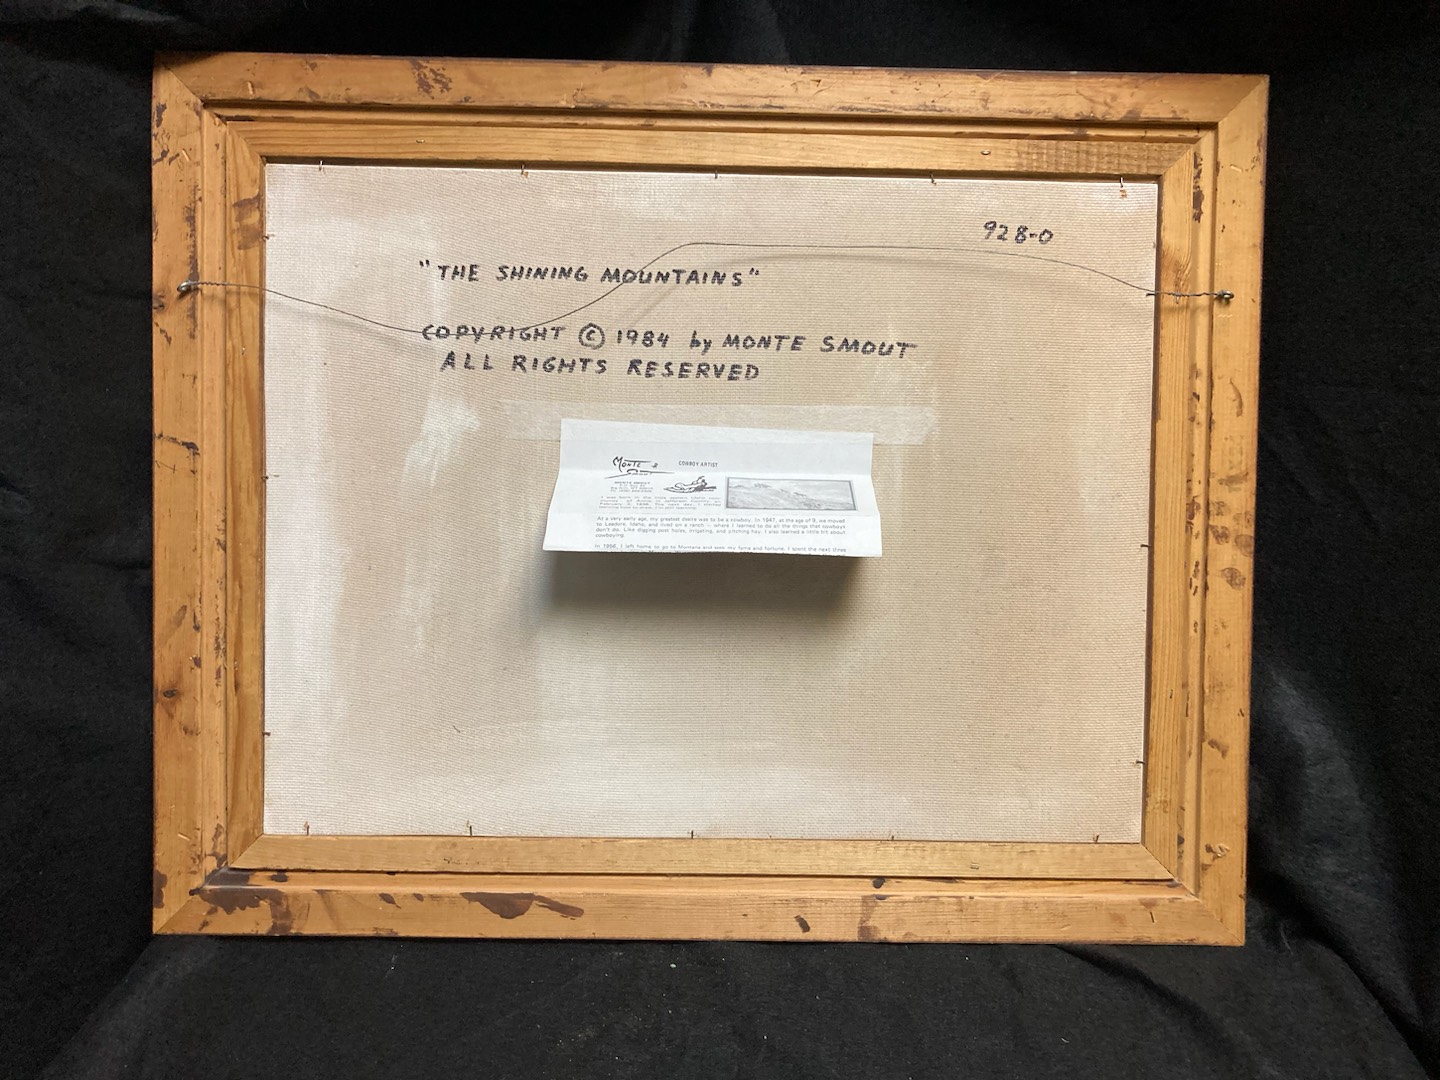 928-0
"THE SHINING MOUNTAINS"
COPYRIGHT © 1984 by MONTE SMOUT
ALL RIGHTS RESERVED
MONTE
COWBOY ARTIST
MONTE SMOUT
At a very early age, my greatest desire was to be a cowboy. In 1947, at the age of 9, we moved
to Leadore, Idaho, and lived on a ranch - where I learned to do all the things that cowboys
don't do. Like digging post holes, irrigating, and pitching hay. I also learned a little bit about
cowboying.
In 1956, I left home to go to Montana and seek my fame and fortune. I spent the next three